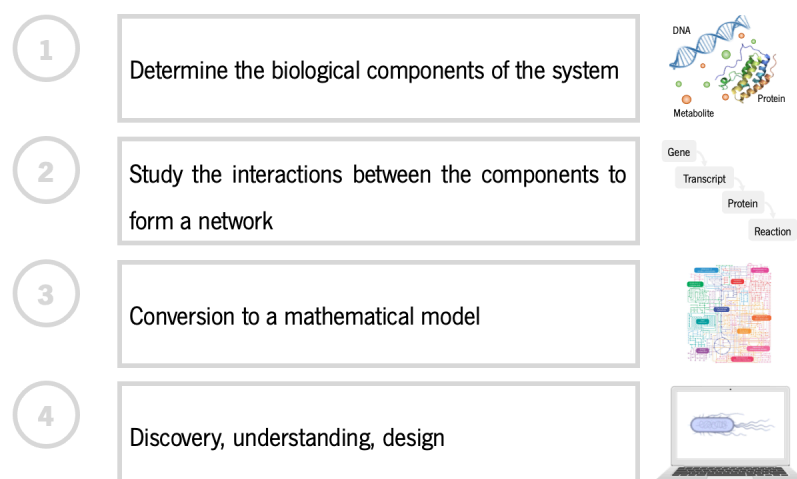 1
Determine the biological components of the system
DNA
Protein
Metabolite
2
Study the interactions between the components to
form a network
Gene
Transcript
Protein
Reaction
3
Conversion to a mathematical model
4
Discovery, understanding, design